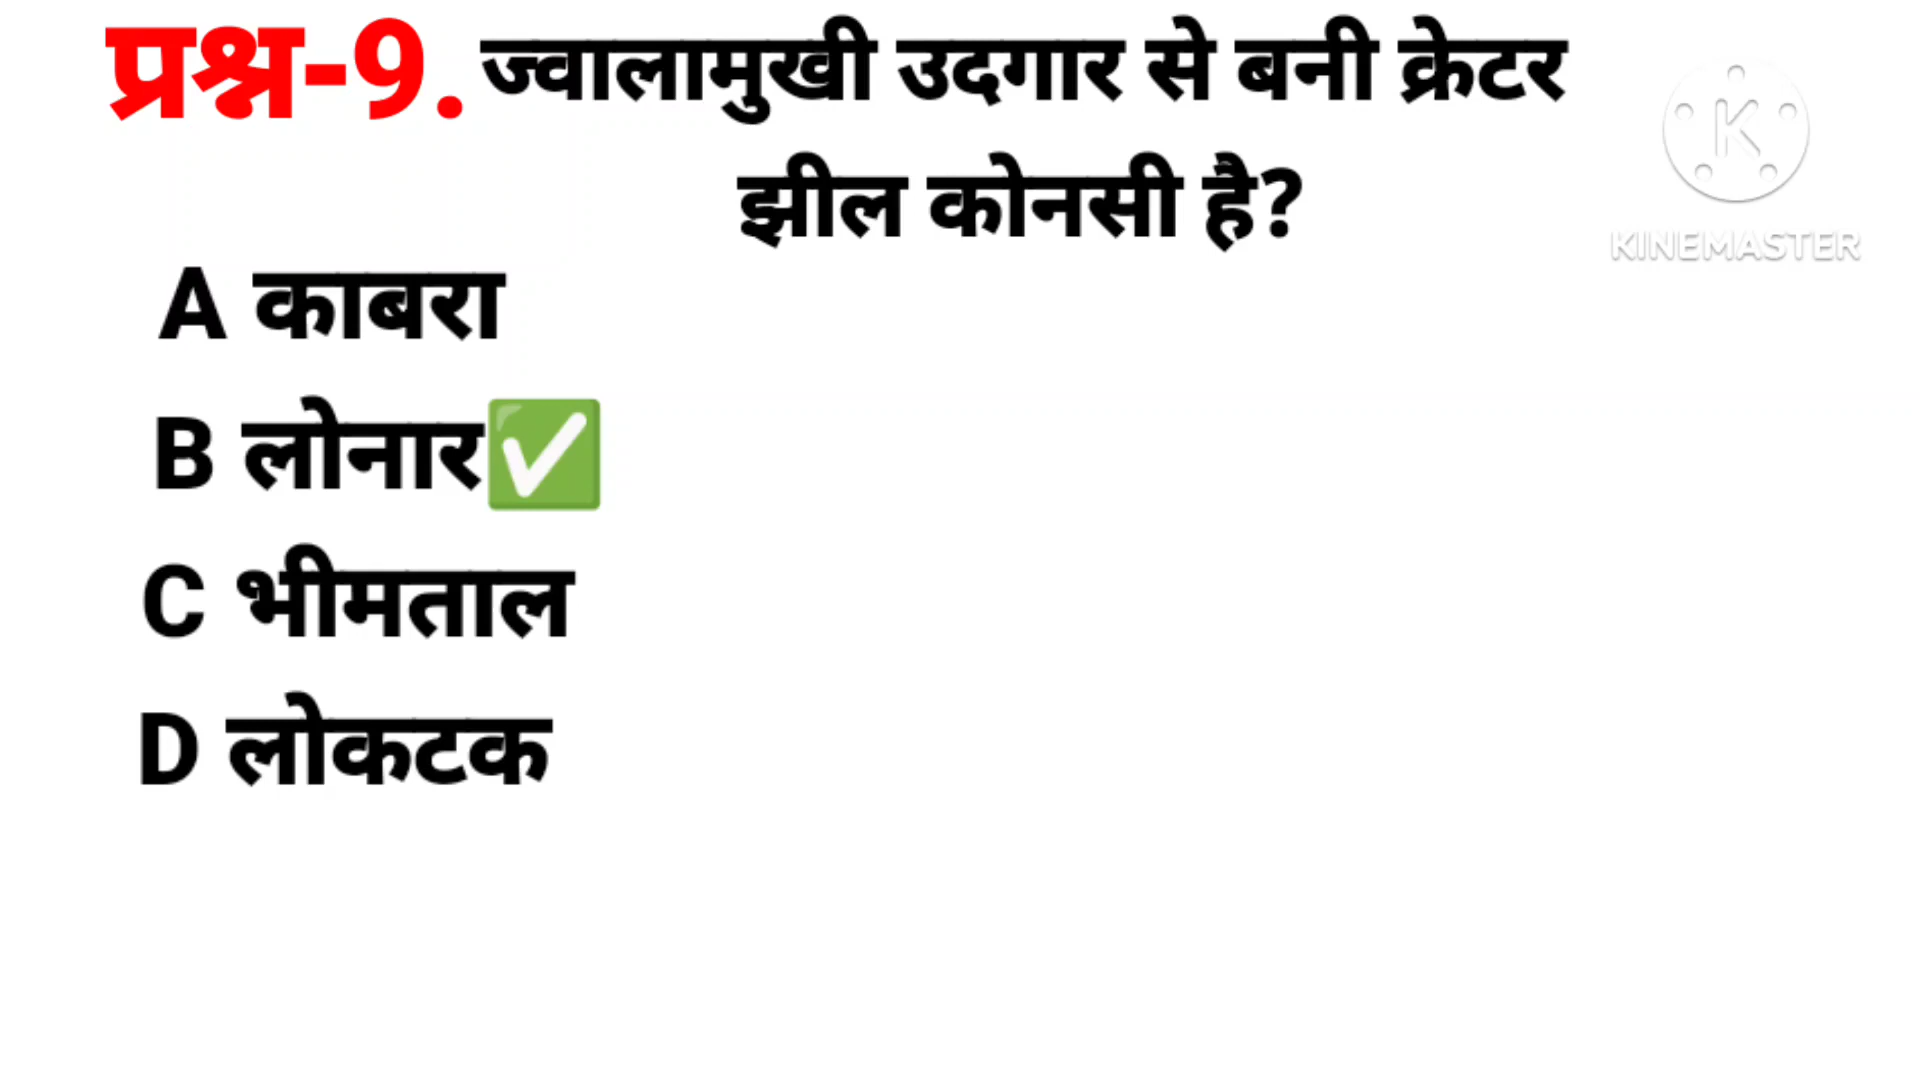 प्रश्न-9. ज्वालामुखी उदगार से बनी क्रेटर
झील कोनसी है?
A काबरा
B लोनार✅
C भीमताल
D लोकटक
KINEMASTER